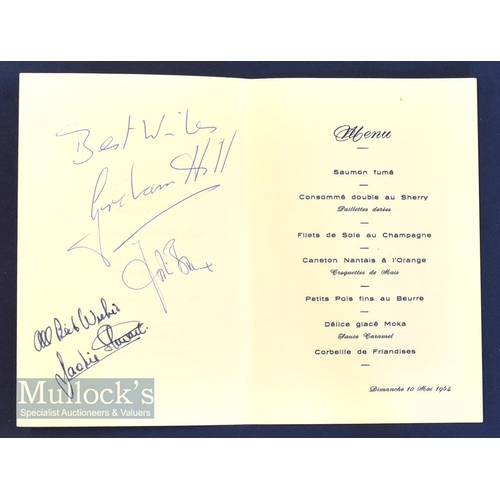 Best Wishes
Graham Hill
All Best Wishes
Jackie Stewart.
Mullock's
Specialist Auctioneers & Valuers
Menu
Saumon fumé
Consommé double au Sherry
Paillettes dorées
Filets de Sole au Champagne
Caneton Nantais à l'Orange
Croquettes de Maïs
Petits Pois fins au Beurre
Délice glacé Moka
Sauce Caramel
Corbeille de Friandises
Dimanche 10 Mai 1964